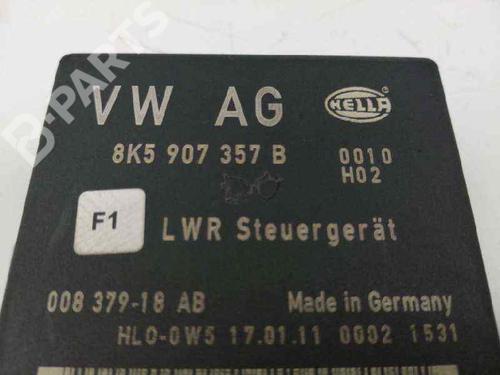 B-PARTS
VW AG
HELLA
8K5 907 357 B
0010
H02
F1
LWR Steuergerät
008 379-18 AB
Made in Germany
HLO-0W5 17.01.11 0002 1531